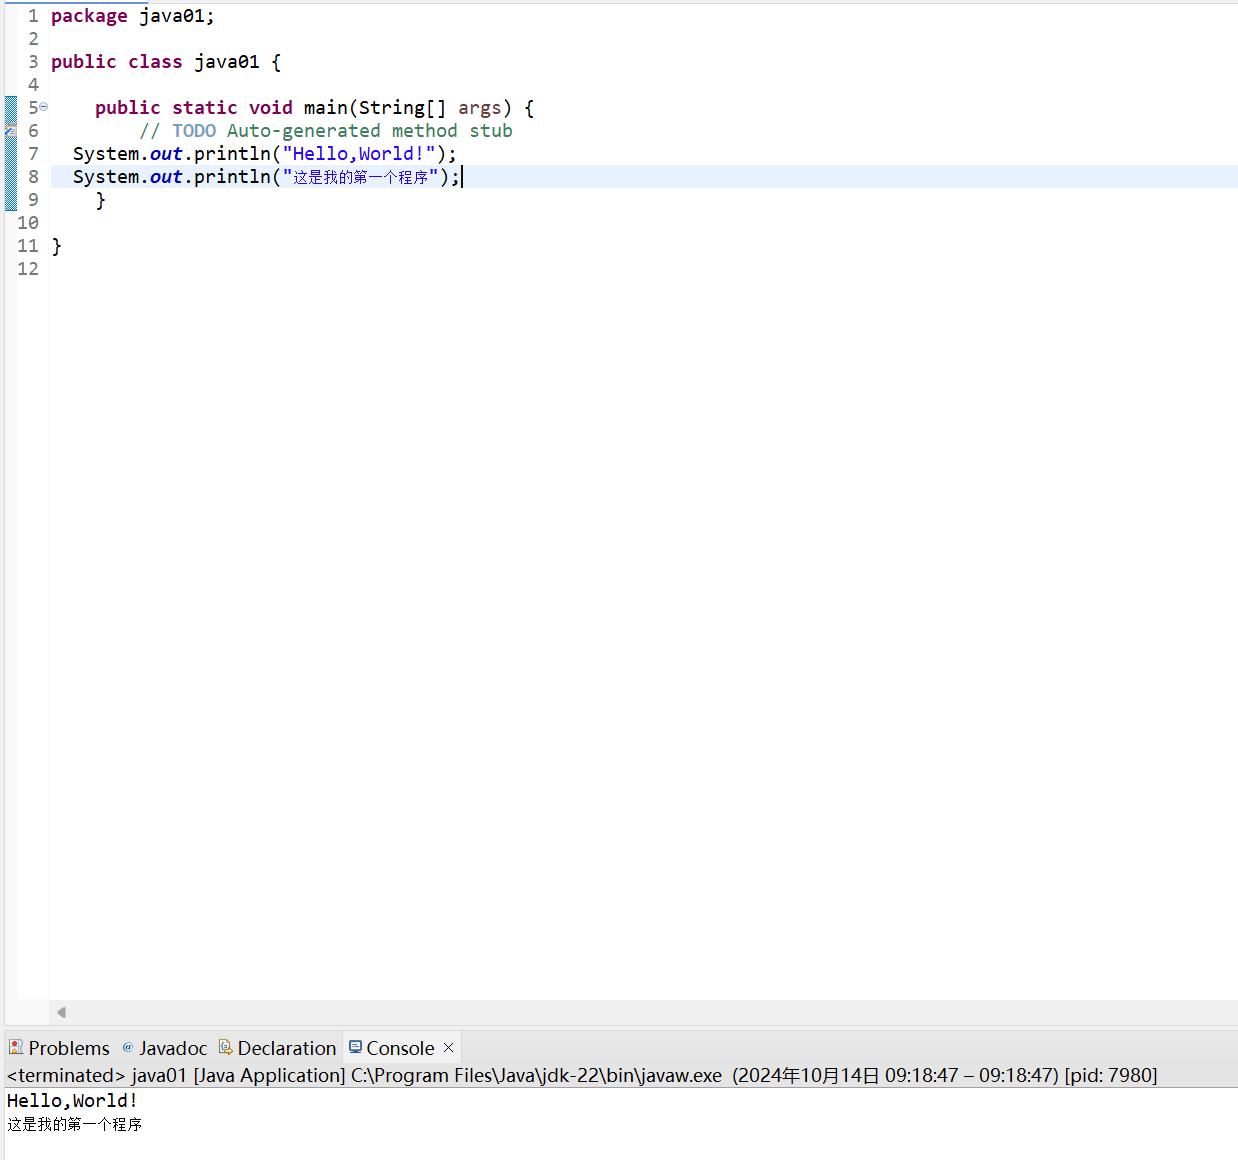 1 package java01;
2
3 public class java01 {
4
5 public static void main(String[] args) {
6 // TODO Auto-generated method stub
7 System.out.println("Hello,World!");
8 System.out.println("这是我的第一个程序");
9 }
10
11 }
12
Problems @ Javadoc Declaration Console ×
<terminated> java01 [Java Application] C:\Program Files\Java\jdk-22\bin\javaw.exe (2024年10月14日 09:18:47 – 09:18:47) [pid: 7980]
Hello,World!
这是我的第一个程序